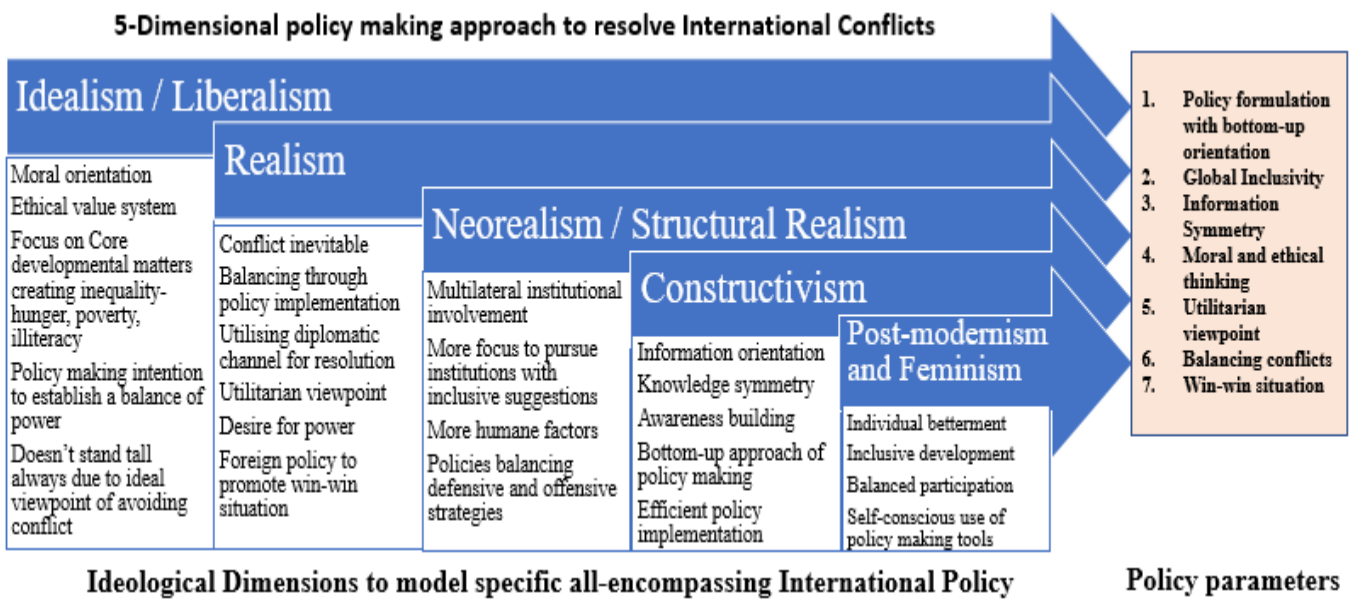 5-Dimensional policy making approach to resolve International Conflicts
Idealism / Liberalism
Moral orientation
Ethical value system
Focus on Core
developmental matters
creating inequality-
hunger, poverty,
illiteracy
Policy making intention
to establish a balance of
power
Doesn't stand tall
always due to ideal
viewpoint of avoiding
conflict
Realism
Conflict inevitable
Balancing through
policy implementation
Utilising diplomatic
channel for resolution
Utilitarian viewpoint
Desire for power
Foreign policy to
promote win-win
situation
Neorealism / Structural Realism
Multilateral institutional
involvement
More focus to pursue
institutions with
inclusive suggestions
More humane factors
Policies balancing
defensive and offensive
strategies
Constructivism
Information orientation
Knowledge symmetry
Awareness building
Bottom-up approach of
policy making
Efficient policy
implementation
Post-modernism
and Feminism
Individual betterment
Inclusive development
Balanced participation
Self-conscious use of
policy making tools
1. Policy formulation
with bottom-up
orientation
2. Global Inclusivity
3. Information
Symmetry
4. Moral and ethical
thinking
5. Utilitarian
viewpoint
6. Balancing conflicts
7. Win-win situation
Ideological Dimensions to model specific all-encompassing International Policy
Policy parameters